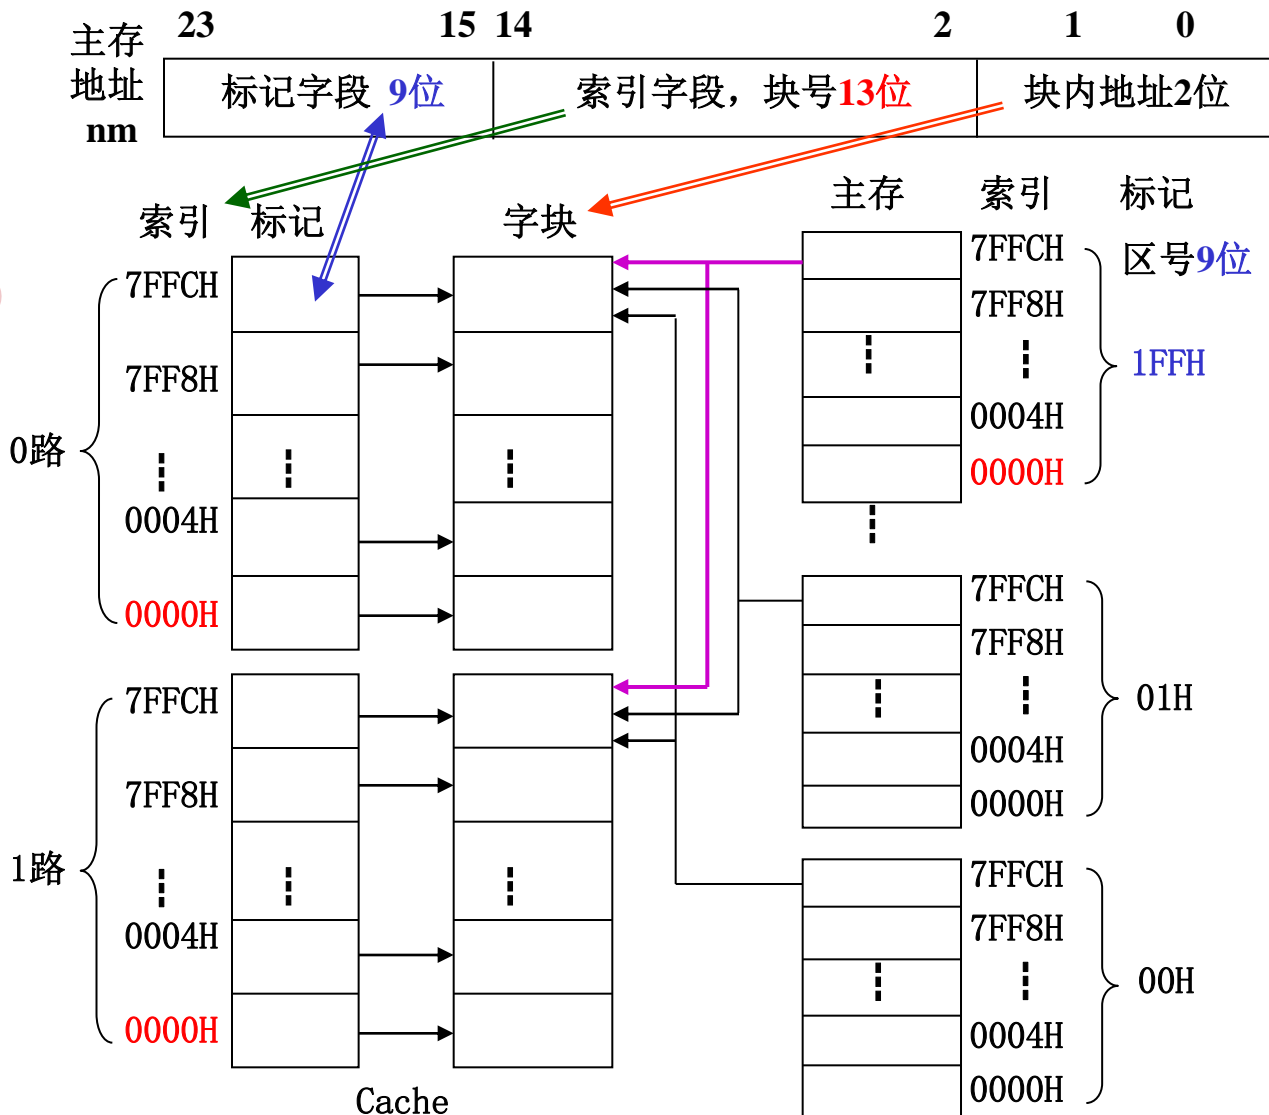 23 15 14 2 1 0
主存
地址
nm
标记字段 9位 索引字段，块号13位 块内地址2位
索引 标记 字块
主存 索引 标记
区号9位
0路
7FFCH
7FF8H
0004H
0000H
1路
7FFCH
7FF8H
0004H
0000H
Cache
7FFCH
7FF8H
0004H
0000H
1FFH
7FFCH
7FF8H
0004H
0000H
01H
7FFCH
7FF8H
0004H
0000H
00H